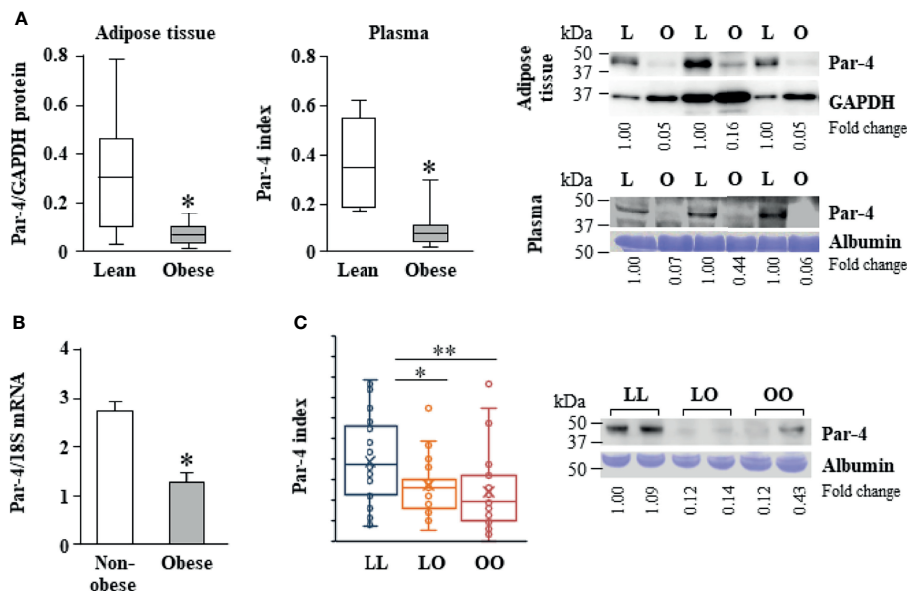 A
Adipose tissue
Par-4/GAPDH protein
0.8
0.6
0.4
0.2
0
*
Lean
Obese
Plasma
Par-4 index
0.8
0.6
0.4
0.2
0
*
Lean
Obese
Adipose
tissue
kDa
L O L O L O
50
37
Par-4
37
GAPDH
1.00 0.05 1.00 0.16 1.00 0.05
Fold change
Plasma
kDa
L O L O L O
50
37
Par-4
50
Albumin
1.00 0.07 1.00 0.44 1.00 0.06
Fold change
B
Par-4/18S mRNA
4
3
2
1
0
*
Non-
obese
Obese
C
Par-4 index
**
*
LL LO OO
kDa
LL LO OO
50
37
Par-4
50
Albumin
1.00 1.09 0.12 0.14 0.12 0.43
Fold change